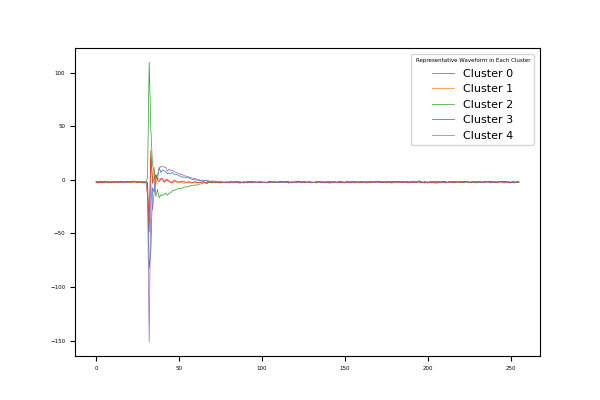 Representative Waveform in Each Cluster
Cluster 0
Cluster 1
Cluster 2
Cluster 3
Cluster 4
100
50
0
−50
−100
−150
0 50 100 150 200 250